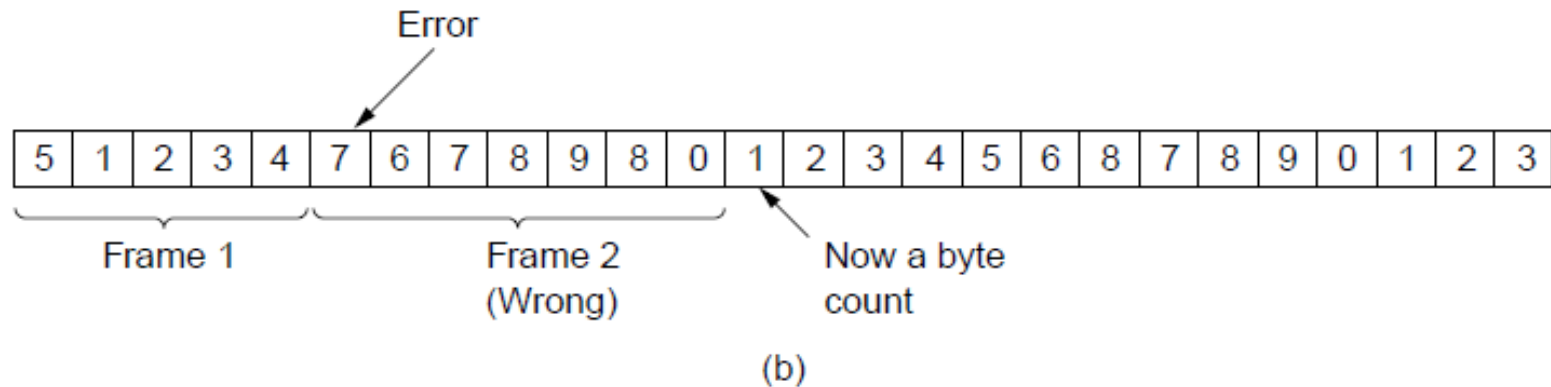 Error
5 1 2 3 4 7 6 7 8 9 8 0 1 2 3 4 5 6 8 7 8 9 0 1 2 3
Frame 1
Frame 2
(Wrong)
Now a byte
count
(b)